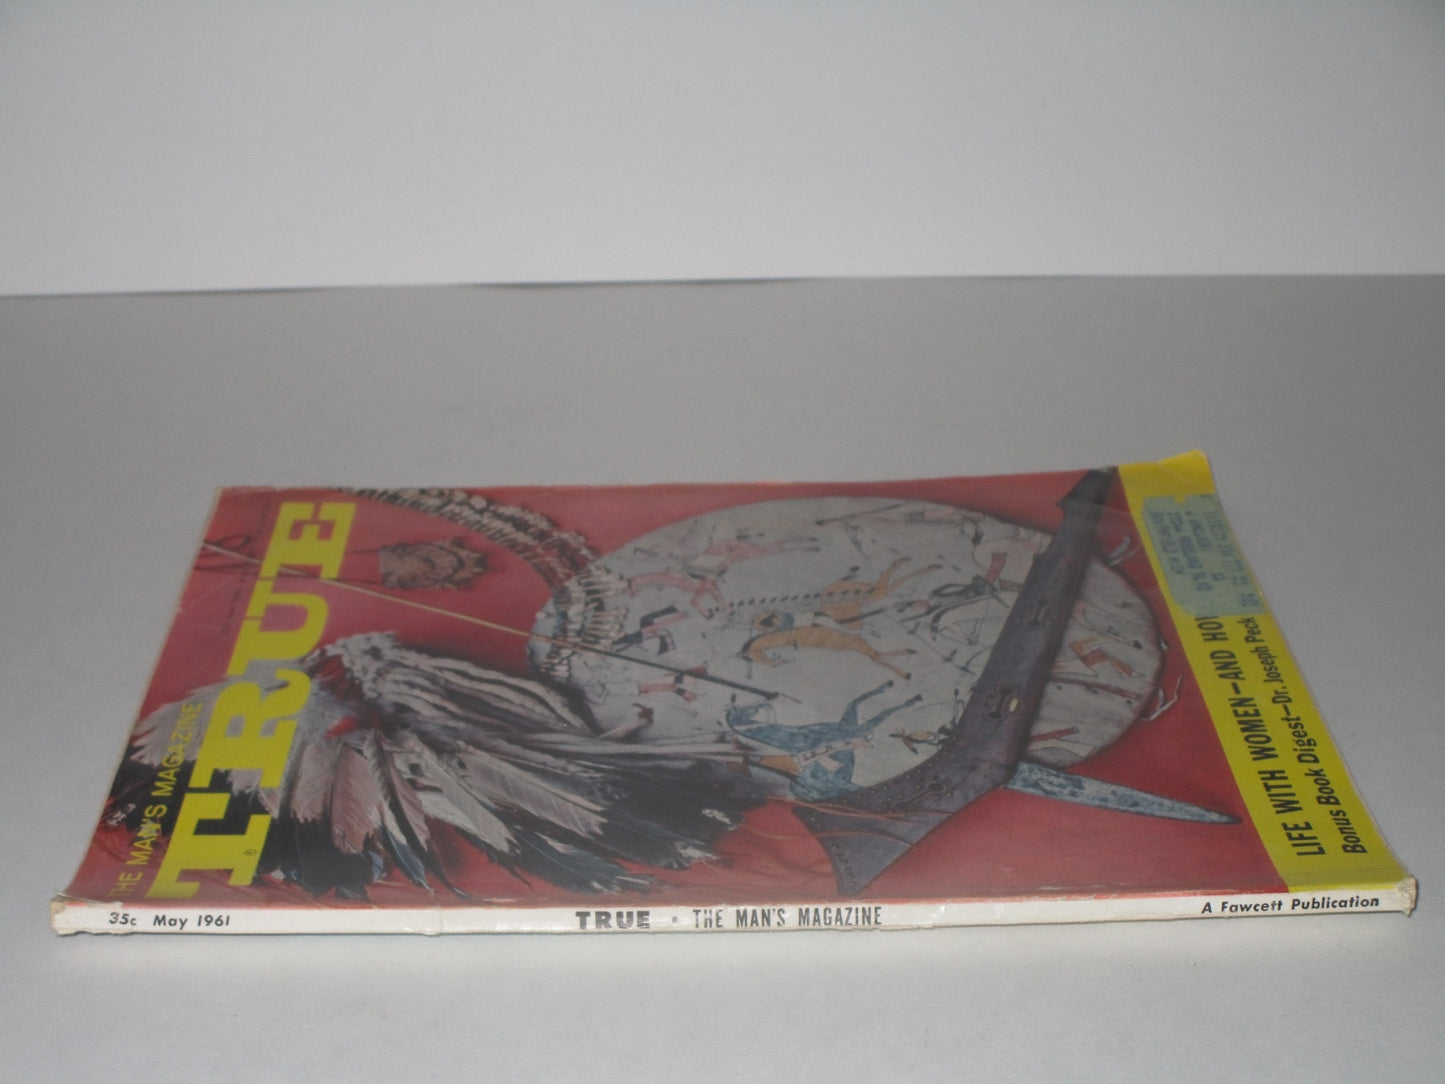 THE MAN'S MAGAZINE
TRUE
LIFE WITH WOMEN—AND HO
Bonus Book Digest—Dr. Joseph Peck
35c May 1961
TRUE • THE MAN'S MAGAZINE
A Fawcett Publication